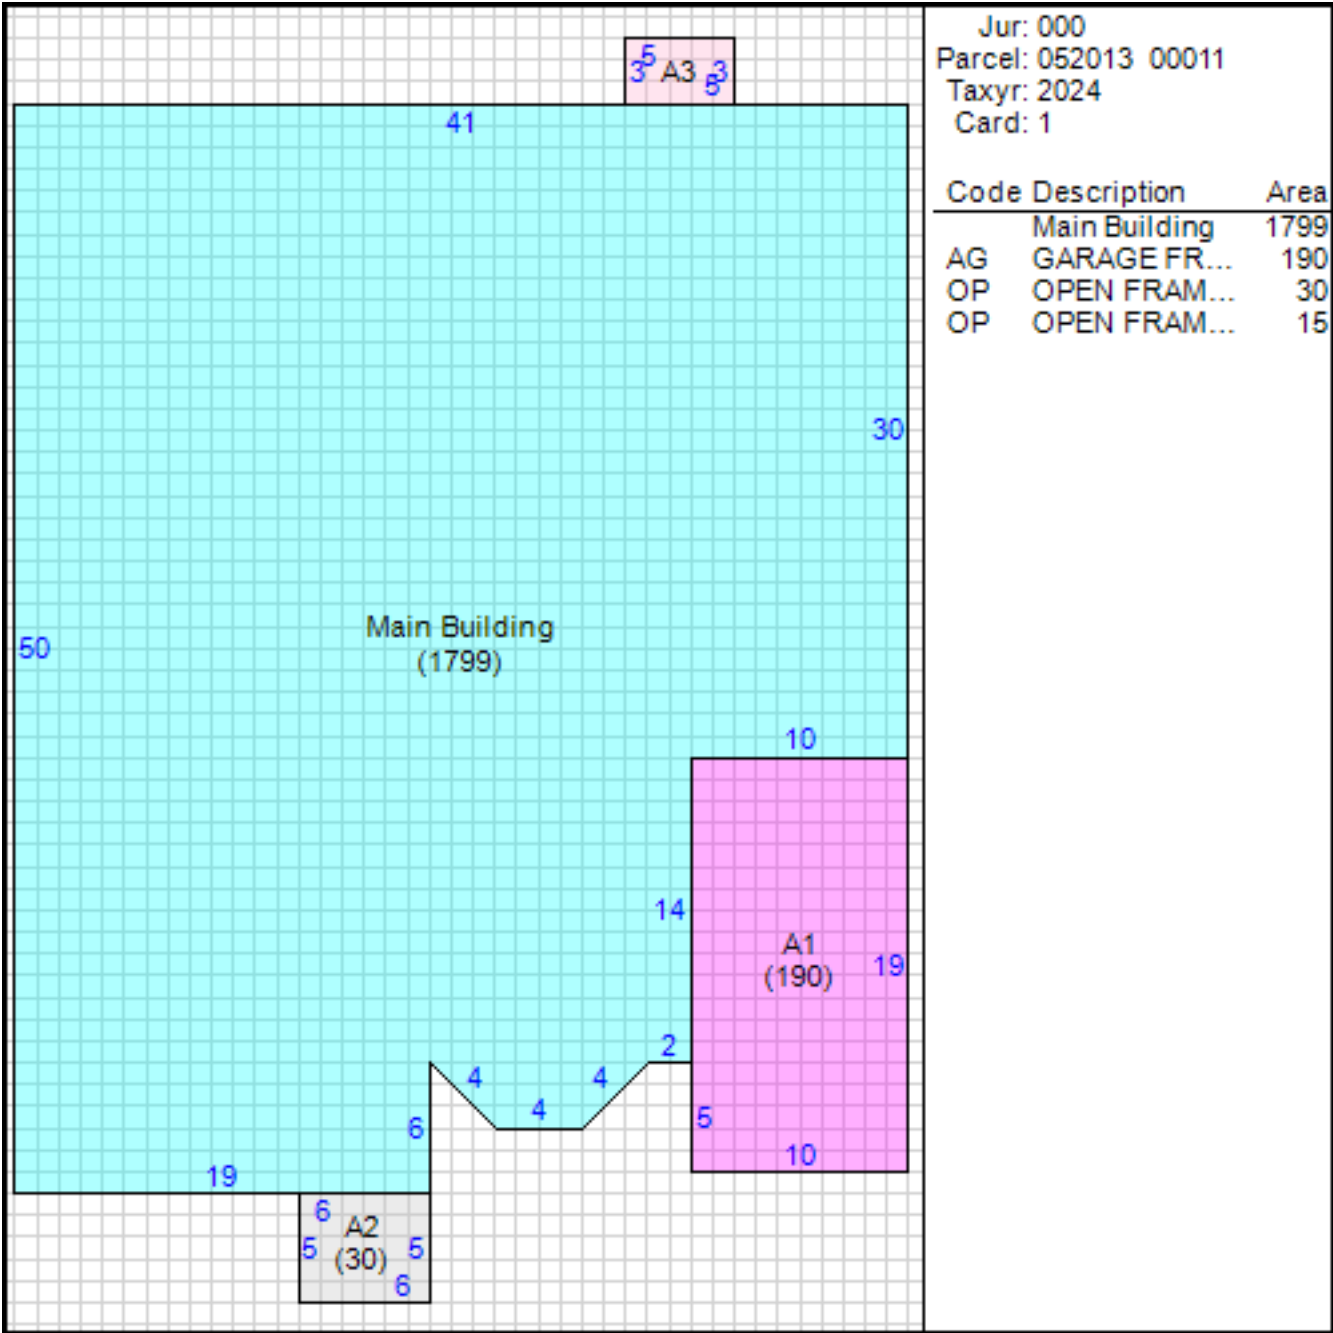 5
3 A3 3
5
41
30
Main Building
(1799)
50
10
14
A1
(190)
19
2
4
4
4
6
5
10
19
6
A2
(30)
5
5
6
Jur: 000
Parcel: 052013 00011
Taxyr: 2024
Card: 1
Code Description Area
Main Building 1799
AG GARAGE FR... 190
OP OPEN FRAM... 30
OP OPEN FRAM... 15